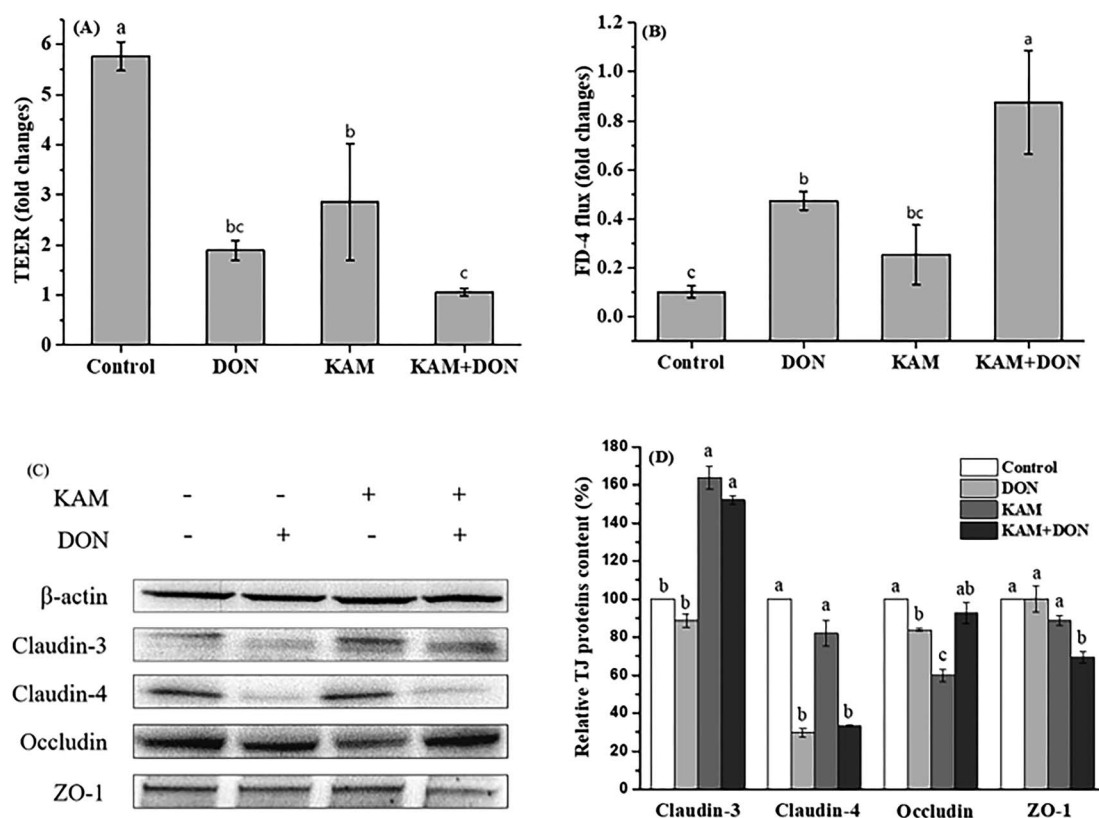 (A)
TEER (fold changes)
6
5
4
3
2
1
0
a
bc
b
c
Control DON KAM KAM+DON
(B)
FD-4 flux (fold changes)
1.2
1.0
0.8
0.6
0.4
0.2
0.0
c
b
bc
a
Control DON KAM KAM+DON
(C)
KAM - - + +
DON - + - +
β-actin
Claudin-3
Claudin-4
Occludin
ZO-1
(D)
Relative TJ proteins content (%)
180
160
140
120
100
80
60
40
20
0
Control
DON
KAM
KAM+DON
b b a a
a b a b
a b c ab
a a a b
Claudin-3 Claudin-4 Occludin ZO-1